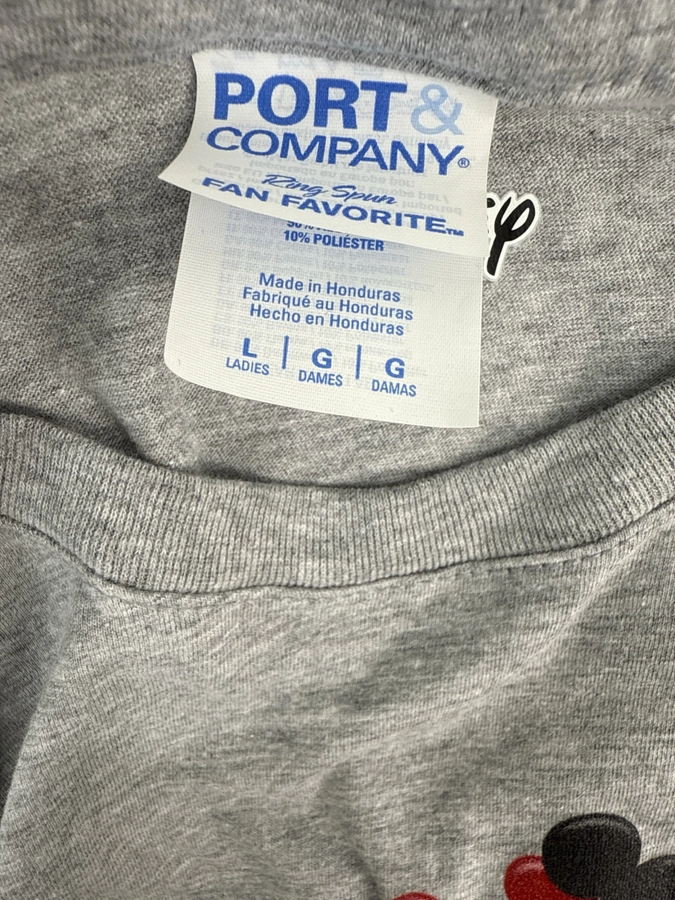 PORT &
COMPANY®
Ring Spun
FAN FAVORITE™
10% POLIÉSTER
Made in Honduras
Fabriqué au Honduras
Hecho en Honduras
L | G | G
LADIES DAMES DAMAS